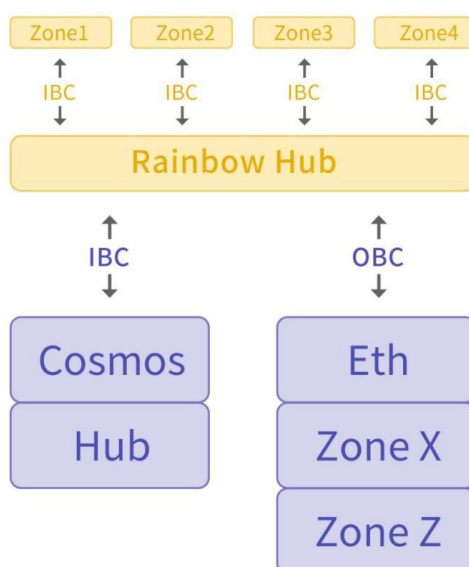 Zone1 Zone2 Zone3 Zone4
IBC IBC IBC IBC
Rainbow Hub
IBC OBC
Cosmos Eth
Hub Zone X
Zone Z